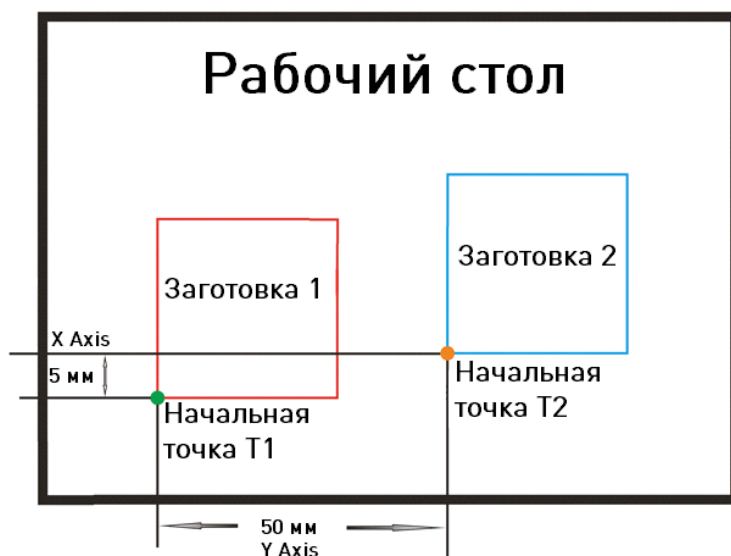 Рабочий стол
Заготовка 1
Заготовка 2
X Axis
5 мм
Начальная
точка T1
Начальная
точка T2
50 мм
Y Axis